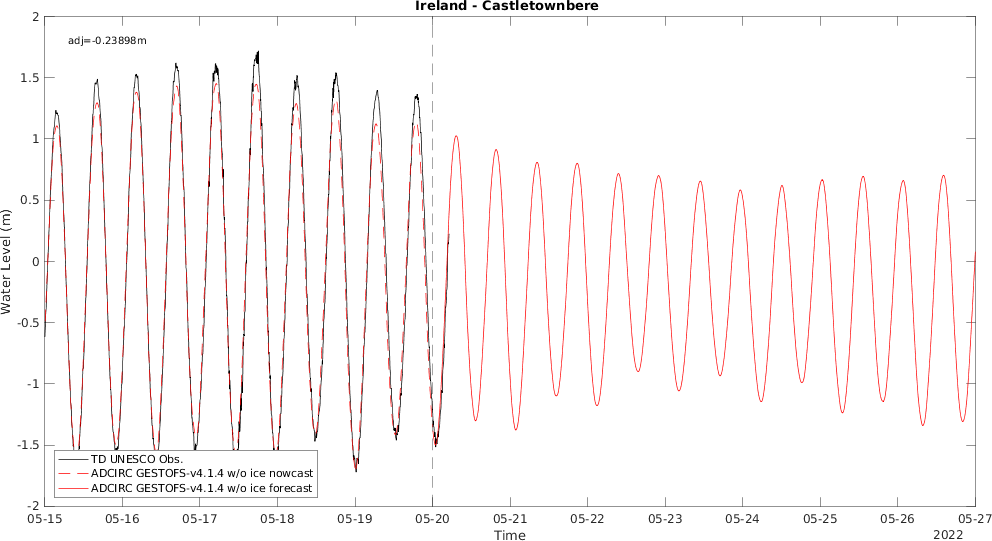 Ireland - Castletownbere
adj=-0.23898m
2
1.5
1
0.5
0
-0.5
-1
-1.5
-2
Water Level (m)
TD UNESCO Obs.
ADCIRC GESTOFS-v4.1.4 w/o ice nowcast
ADCIRC GESTOFS-v4.1.4 w/o ice forecast
05-15 05-16 05-17 05-18 05-19 05-20 05-21 05-22 05-23 05-24 05-25 05-26 05-27
Time
2022